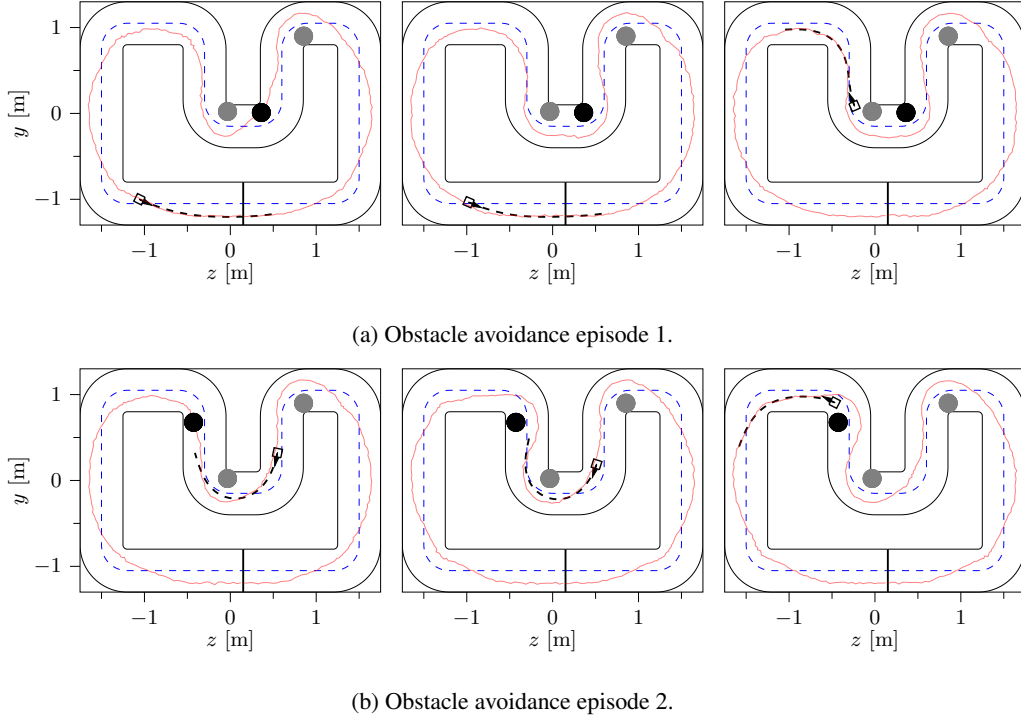 1
0
−1
y [m]
−1 0 1 −1 0 1 −1 0 1
z [m] z [m] z [m]
(a) Obstacle avoidance episode 1.
1
0
−1
y [m]
−1 0 1 −1 0 1 −1 0 1
z [m] z [m] z [m]
(b) Obstacle avoidance episode 2.